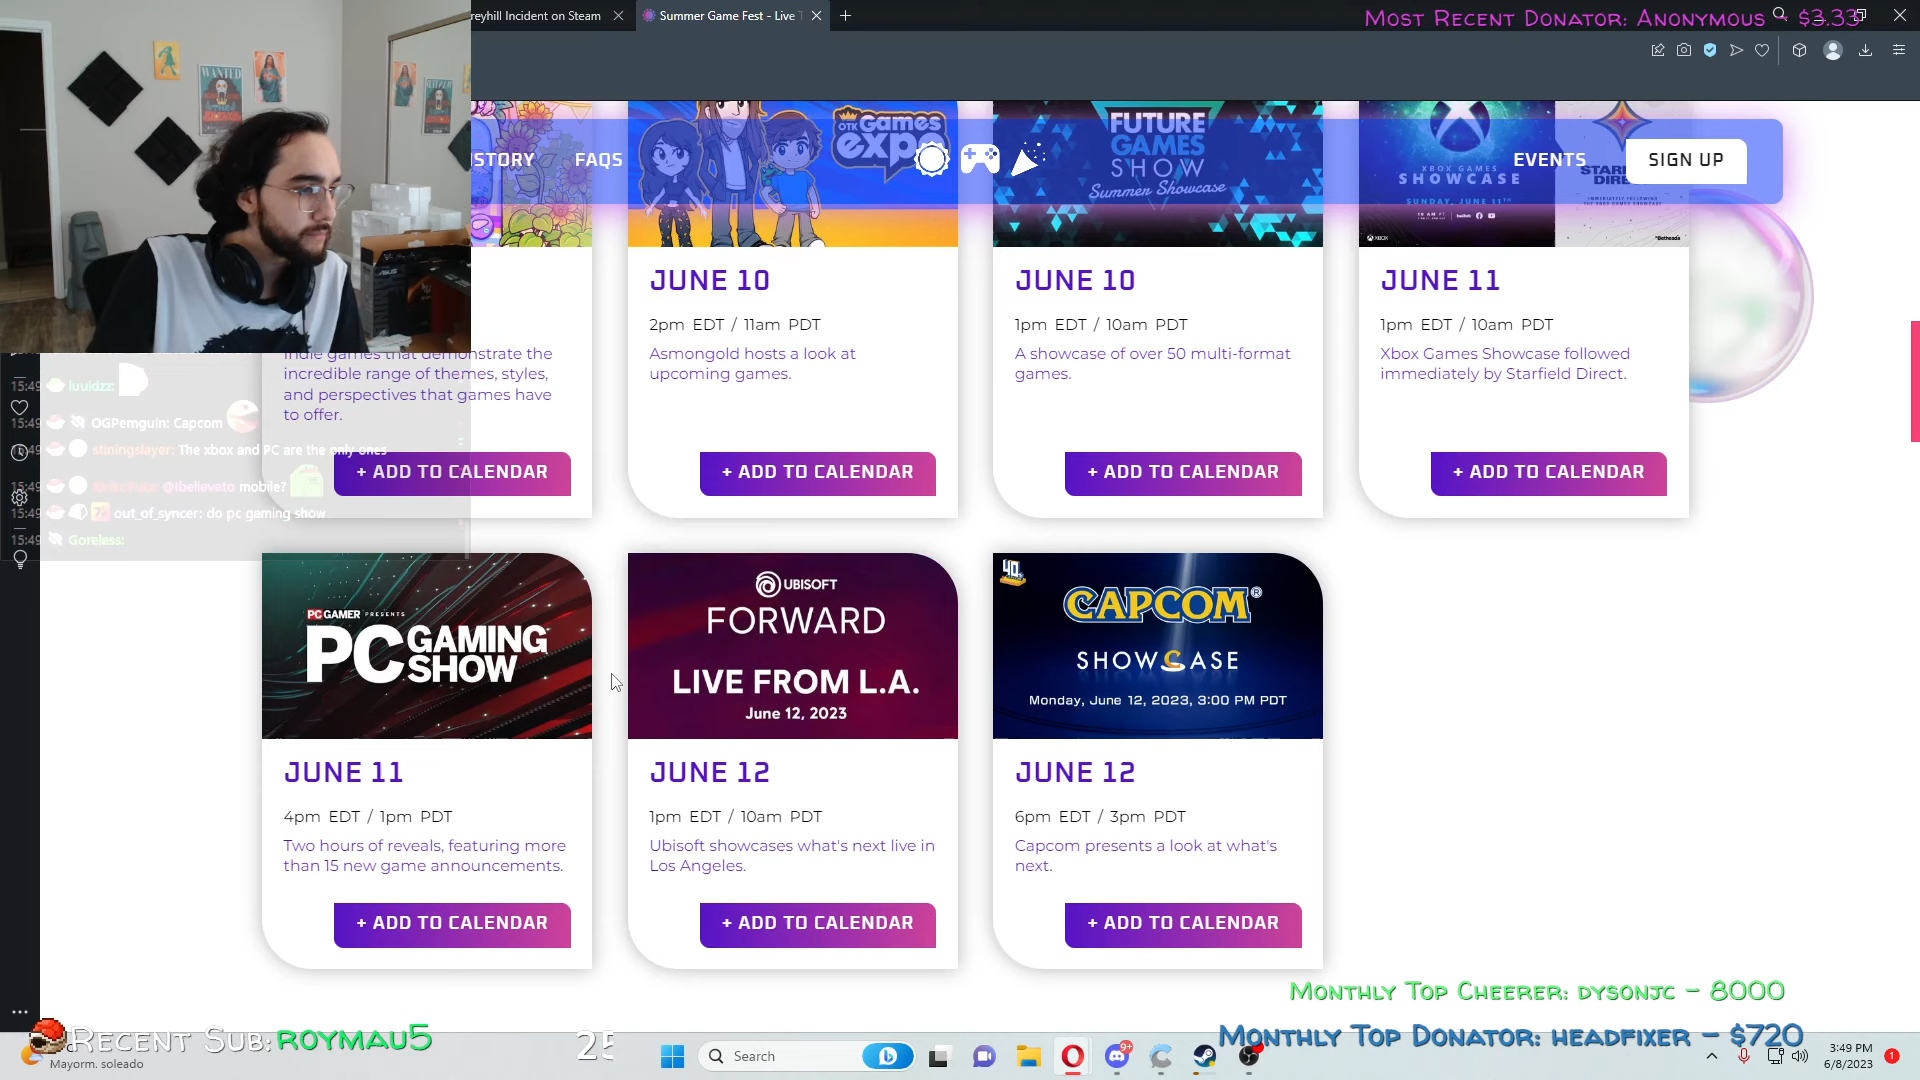 reyhill Incident on Steam
Summer Game Fest - Live T
Most Recent Donator: Anonymous - $3.33
WANTED
STORY
FAQS
EVENTS
SIGN UP
OTK Games Expo
FUTURE GAMES SHOW
Summer Showcase
XBOX GAMES SHOWCASE
SUNDAY, JUNE 11TH
XBOX
Bethesda
JUNE 10
2pm EDT / 11am PDT
Asmongold hosts a look at
upcoming games.
+ ADD TO CALENDAR
JUNE 10
1pm EDT / 10am PDT
A showcase of over 50 multi-format
games.
+ ADD TO CALENDAR
JUNE 11
1pm EDT / 10am PDT
Xbox Games Showcase followed
immediately by Starfield Direct.
+ ADD TO CALENDAR
Indie games that demonstrate the
incredible range of themes, styles,
and perspectives that games have
to offer.
+ ADD TO CALENDAR
15:49 luuidzz:
15:49 OGPemguin: Capcom
15:49 stiningslayer: The xbox and PC are the only ones
15:49 @Ibelieveto mobile?
15:49 out_of_syncer: do pc gaming show
15:49 Goreless:
PC GAMER PRESENTS
PC GAMING SHOW
JUNE 11
4pm EDT / 1pm PDT
Two hours of reveals, featuring more
than 15 new game announcements.
+ ADD TO CALENDAR
UBISOFT
FORWARD
LIVE FROM L.A.
June 12, 2023
JUNE 12
1pm EDT / 10am PDT
Ubisoft showcases what's next live in
Los Angeles.
+ ADD TO CALENDAR
40
CAPCOM®
SHOWCASE
Monday, June 12, 2023, 3:00 PM PDT
JUNE 12
6pm EDT / 3pm PDT
Capcom presents a look at what's
next.
+ ADD TO CALENDAR
Monthly Top Cheerer: dysonjc - 8000
Monthly Top Donator: headfixer - $720
Recent Sub: roymau5
25
Mayorm. soleado
Search
9+
3:49 PM
6/8/2023
1